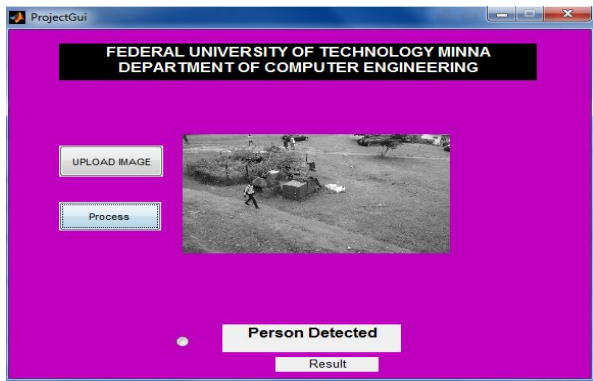 ProjectGui
FEDERAL UNIVERSITY OF TECHNOLOGY MINNA
DEPARTMENT OF COMPUTER ENGINEERING
UPLOAD IMAGE
Process
Person Detected
Result